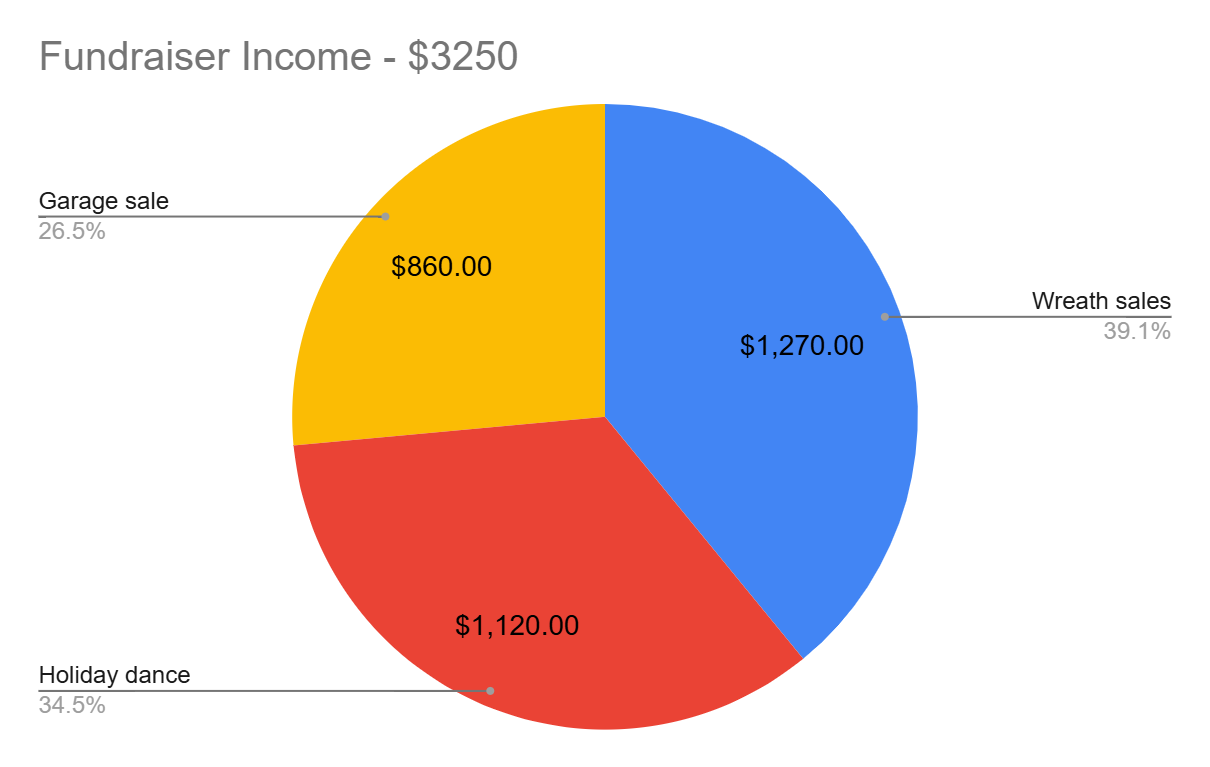 Fundraiser Income - $3250
Garage sale
26.5%
$860.00
Wreath sales
39.1%
$1,270.00
$1,120.00
Holiday dance
34.5%